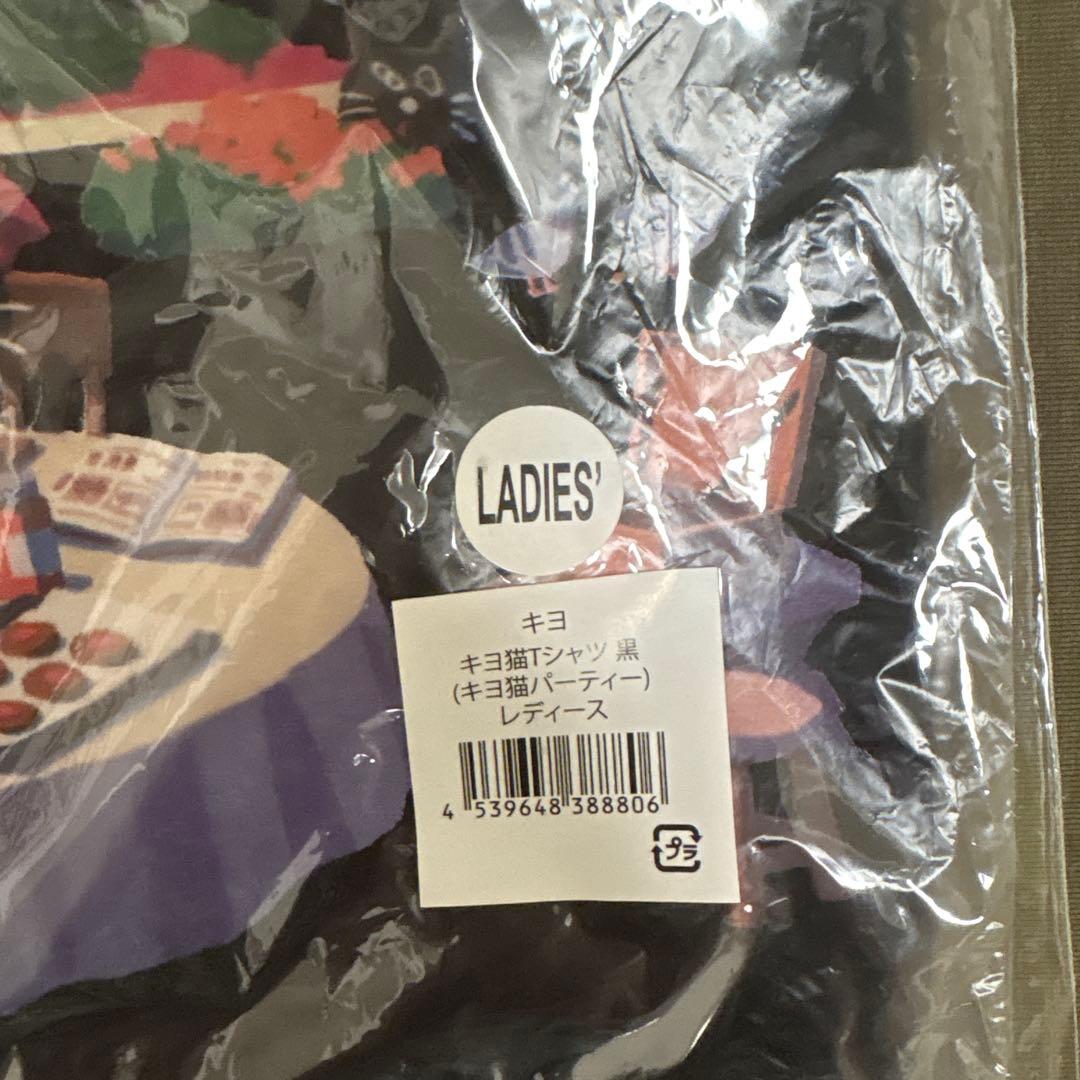 LADIES'
キヨ
キヨ猫Tシャツ 黒
(キヨ猫パーティー)
レディース
4 539648 388806
プラ